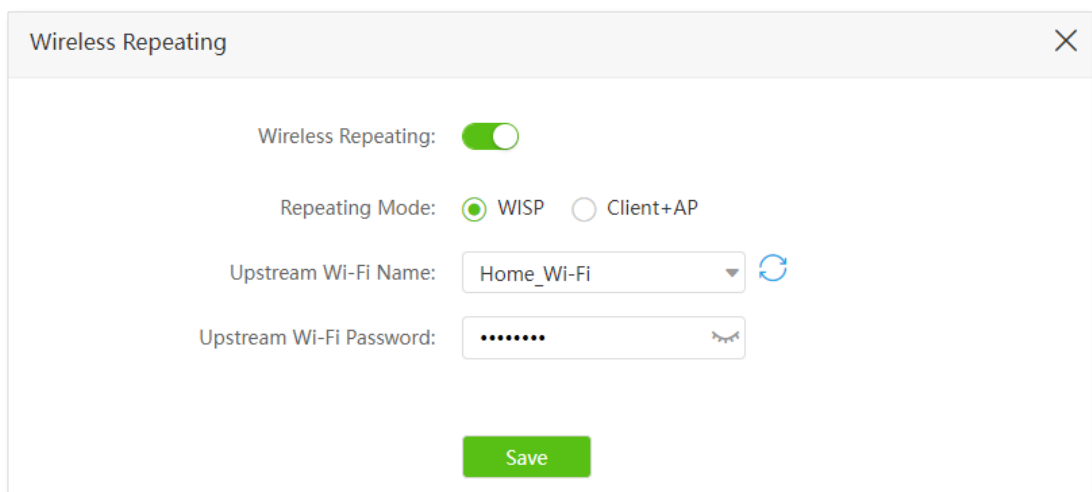 Wireless Repeating
Wireless Repeating:
Repeating Mode: WISP Client+AP
Upstream Wi-Fi Name: Home_Wi-Fi
Upstream Wi-Fi Password: ••••••••
Save